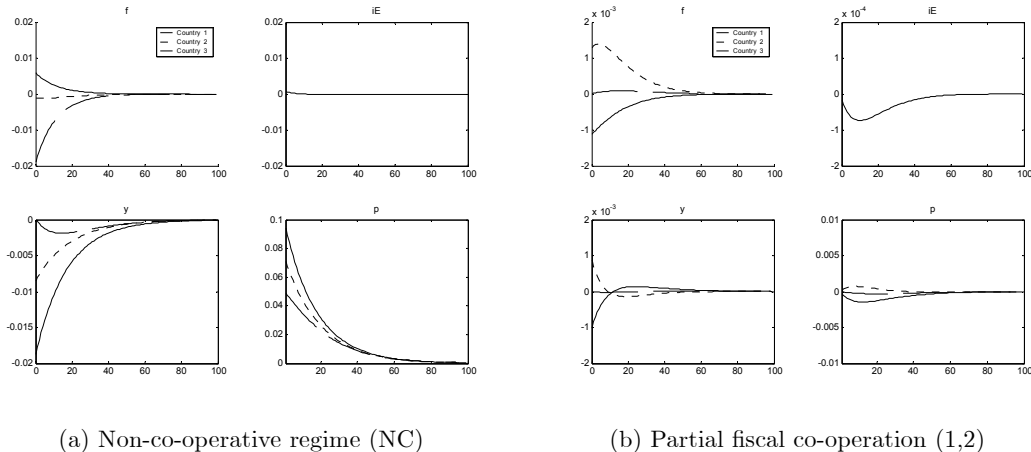 f
0.02
0.01
0
-0.01
-0.02
0 20 40 60 80 100
Country 1
Country 2
Country 3
iE
0.02
0.01
0
-0.01
-0.02
0 20 40 60 80 100
y
0
-0.005
-0.01
-0.015
-0.02
0 20 40 60 80 100
p
0.1
0.08
0.06
0.04
0.02
0
0 20 40 60 80 100
(a) Non-co-operative regime (NC)
f
x 10-3
2
1
0
-1
-2
0 20 40 60 80 100
Country 1
Country 2
Country 3
iE
x 10-4
2
1
0
-1
-2
0 20 40 60 80 100
y
x 10-3
2
1
0
-1
-2
0 20 40 60 80 100
p
0.01
0.005
0
-0.005
-0.01
0 20 40 60 80 100
(b) Partial fiscal co-operation (1,2)